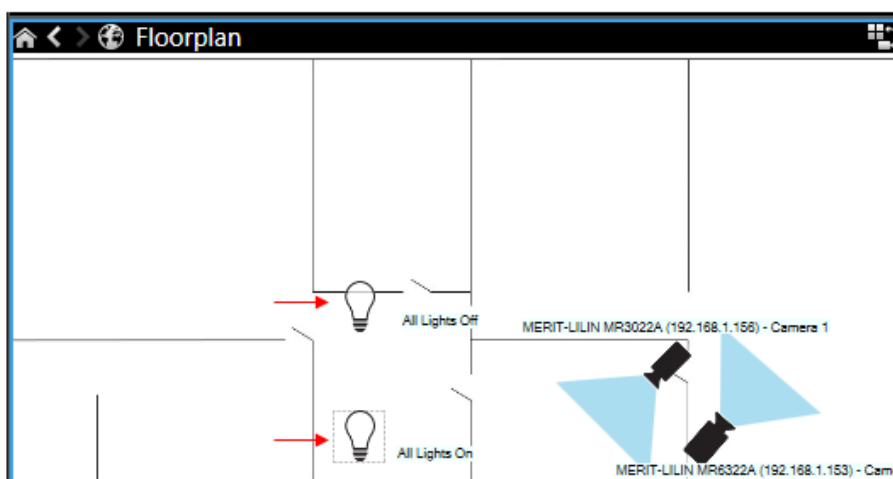 Floorplan
All Lights Off
MERIT-LILIN MR3022A (192.168.1.156) - Camera 1
All Lights On
MERIT-LILIN MR6322A (192.168.1.153) - Cam